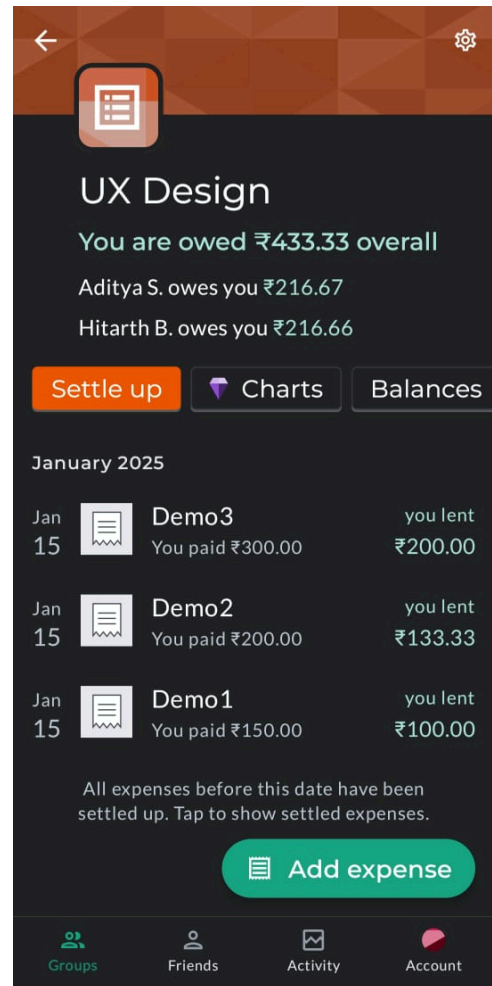 UX Design
You are owed ₹433.33 overall
Aditya S. owes you ₹216.67
Hitarth B. owes you ₹216.66
Settle up
Charts
Balances
January 2025
Jan 15
Demo3
You paid ₹300.00
you lent
₹200.00
Jan 15
Demo2
You paid ₹200.00
you lent
₹133.33
Jan 15
Demo1
You paid ₹150.00
you lent
₹100.00
All expenses before this date have been
settled up. Tap to show settled expenses.
Add expense
Groups
Friends
Activity
Account